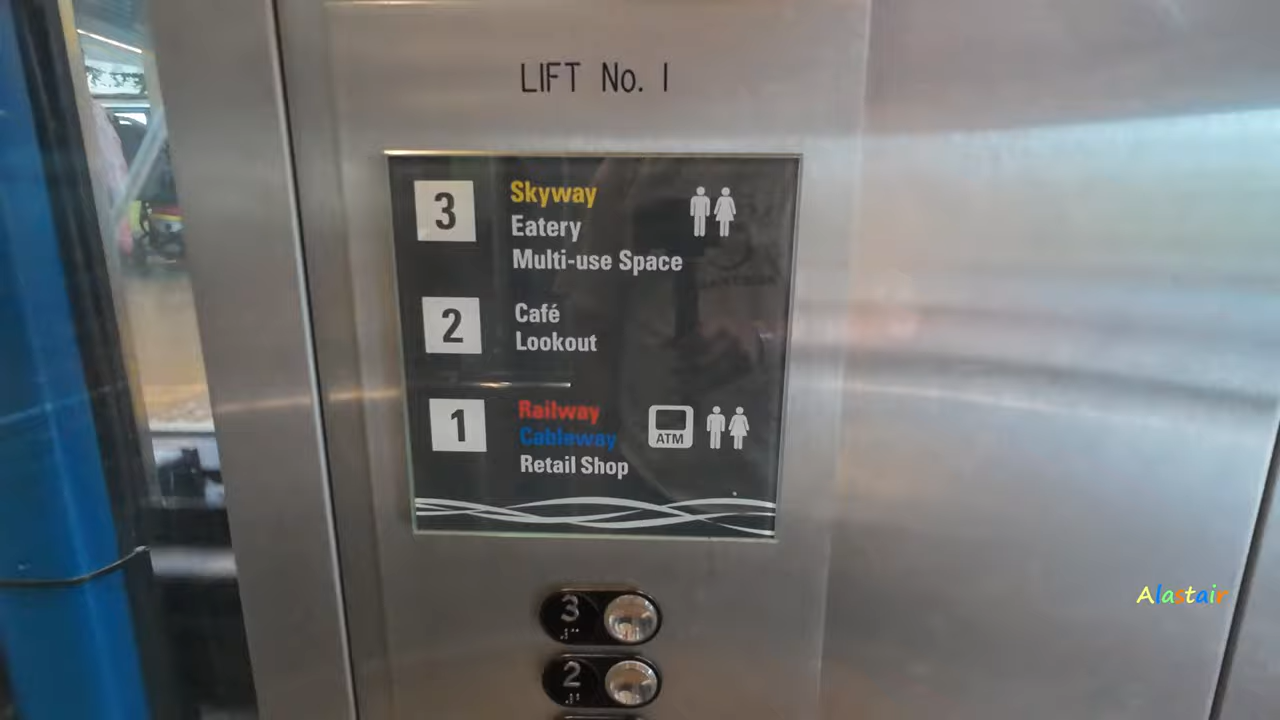 LIFT No. 1
3
Skyway
Eatery
Multi-use Space
2
Café
Lookout
1
Railway
Cableway
Retail Shop
ATM
3
2
Alastair